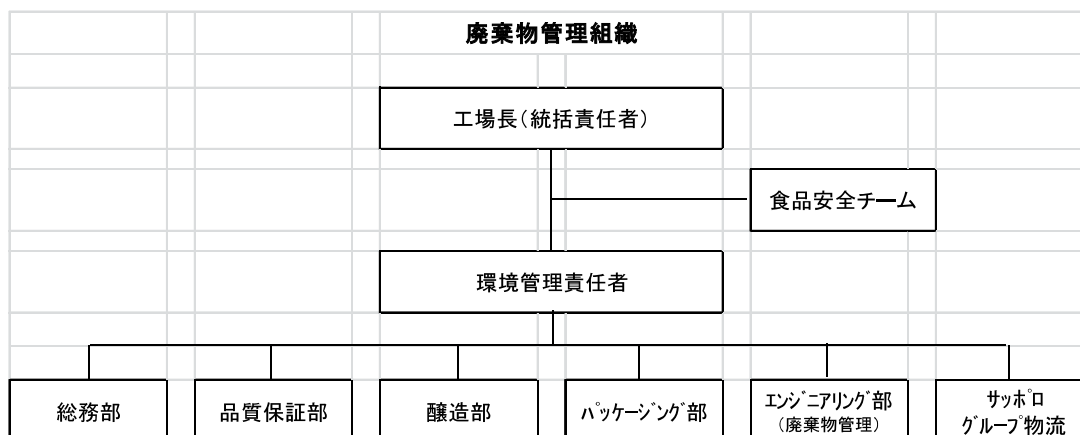 廃棄物管理組織
工場長（統括責任者）
食品安全チーム
環境管理責任者
総務部
品質保証部
醸造部
ﾊﾟｯｹｰｼﾞﾝｸﾞ部
ｴﾝｼﾞﾆｱﾘﾝｸﾞ部
（廃棄物管理）
ｻｯﾎﾟﾛ
ｸﾞﾙｰﾌﾟ物流